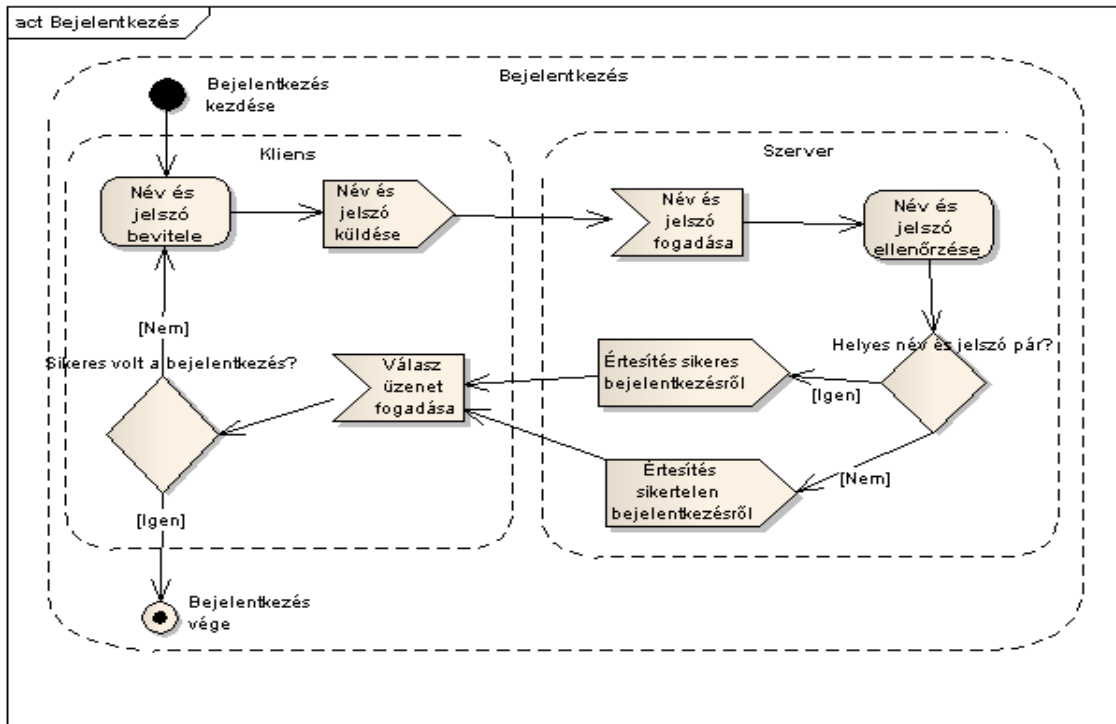 act Bejelentkezés
Bejelentkezés
Bejelentkezés
kezdése
Kliens
Szerver
Név és
jelszó
bevitele
Név és
jelszó
küldése
Név és
jelszó
fogadása
Név és
jelszó
ellenőrzése
[Nem]
Sikeres volt a bejelentkezés?
Válasz
üzenet
fogadása
Értesítés sikeres
bejelentkezésről
Helyes név és jelszó pár?
[Igen]
Értesítés
sikertelen
bejelentkezésről
[Nem]
[Igen]
Bejelentkezés
vége